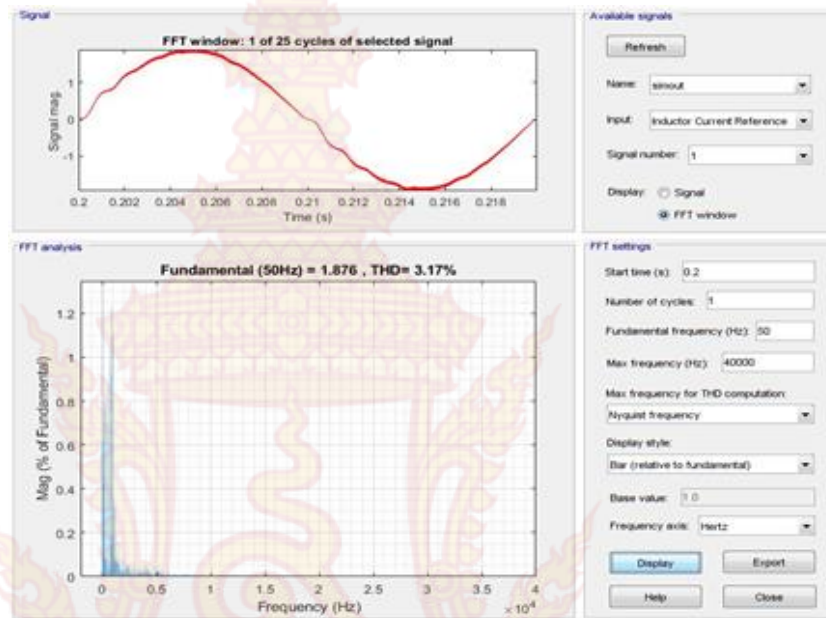 Signal
FFT window: 1 of 25 cycles of selected signal
1
0
-1
Signal mag.
0.2 0.202 0.204 0.206 0.208 0.21 0.212 0.214 0.216 0.218
Time (s)
Available signals
Refresh
Name: simout
Input: Inductor Current Reference
Signal number: 1
Display: Signal
FFT window
FFT analysis
Fundamental (50Hz) = 1.876 , THD= 3.17%
1.2
1
0.8
0.6
0.4
0.2
0
Mag (% of Fundamental)
0 0.5 1 1.5 2 2.5 3 3.5 4
Frequency (Hz)
×10⁴
FFT settings
Start time (s): 0.2
Number of cycles: 1
Fundamental frequency (Hz): 50
Max frequency (Hz): 40000
Max frequency for THD computation:
Nyquist frequency
Display style:
Bar (relative to fundamental)
Base value: 1.0
Frequency axis: Hertz
Display Export
Help Close